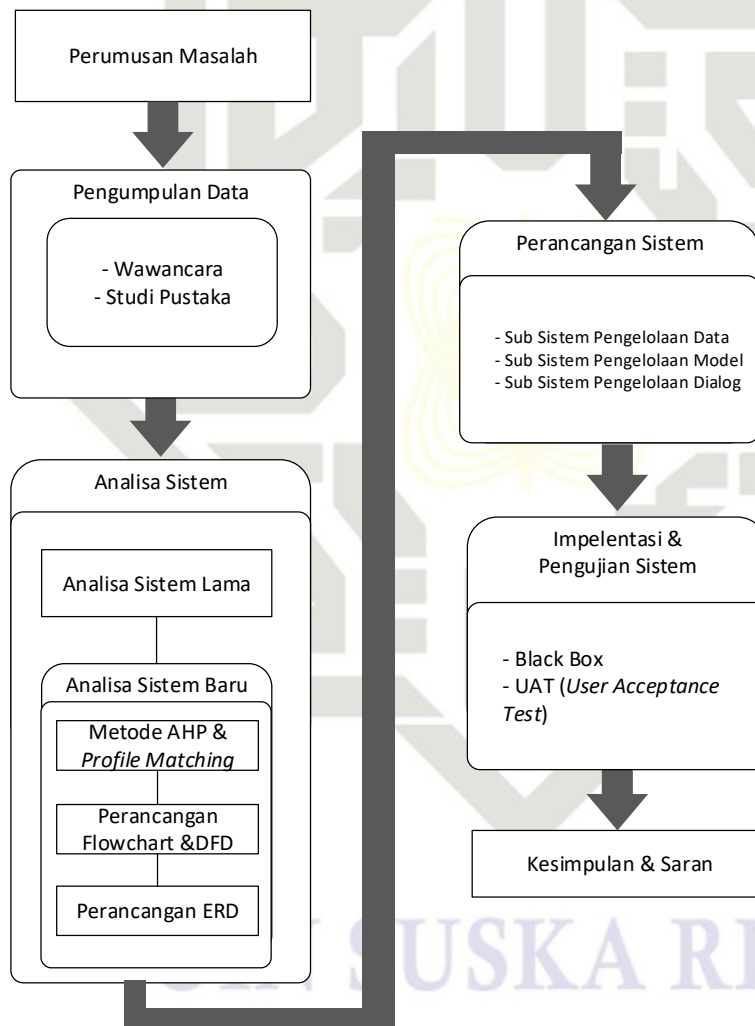 Perumusan Masalah
Pengumpulan Data
- Wawancara
- Studi Pustaka
Analisa Sistem
Analisa Sistem Lama
Analisa Sistem Baru
Metode AHP &
Profile Matching
Perancangan
Flowchart &DFD
Perancangan ERD
Perancangan Sistem
- Sub Sistem Pengelolaan Data
- Sub Sistem Pengelolaan Model
- Sub Sistem Pengelolaan Dialog
Impelentasi &
Pengujian Sistem
- Black Box
- UAT (User Acceptance
Test)
Kesimpulan & Saran
SUSKA